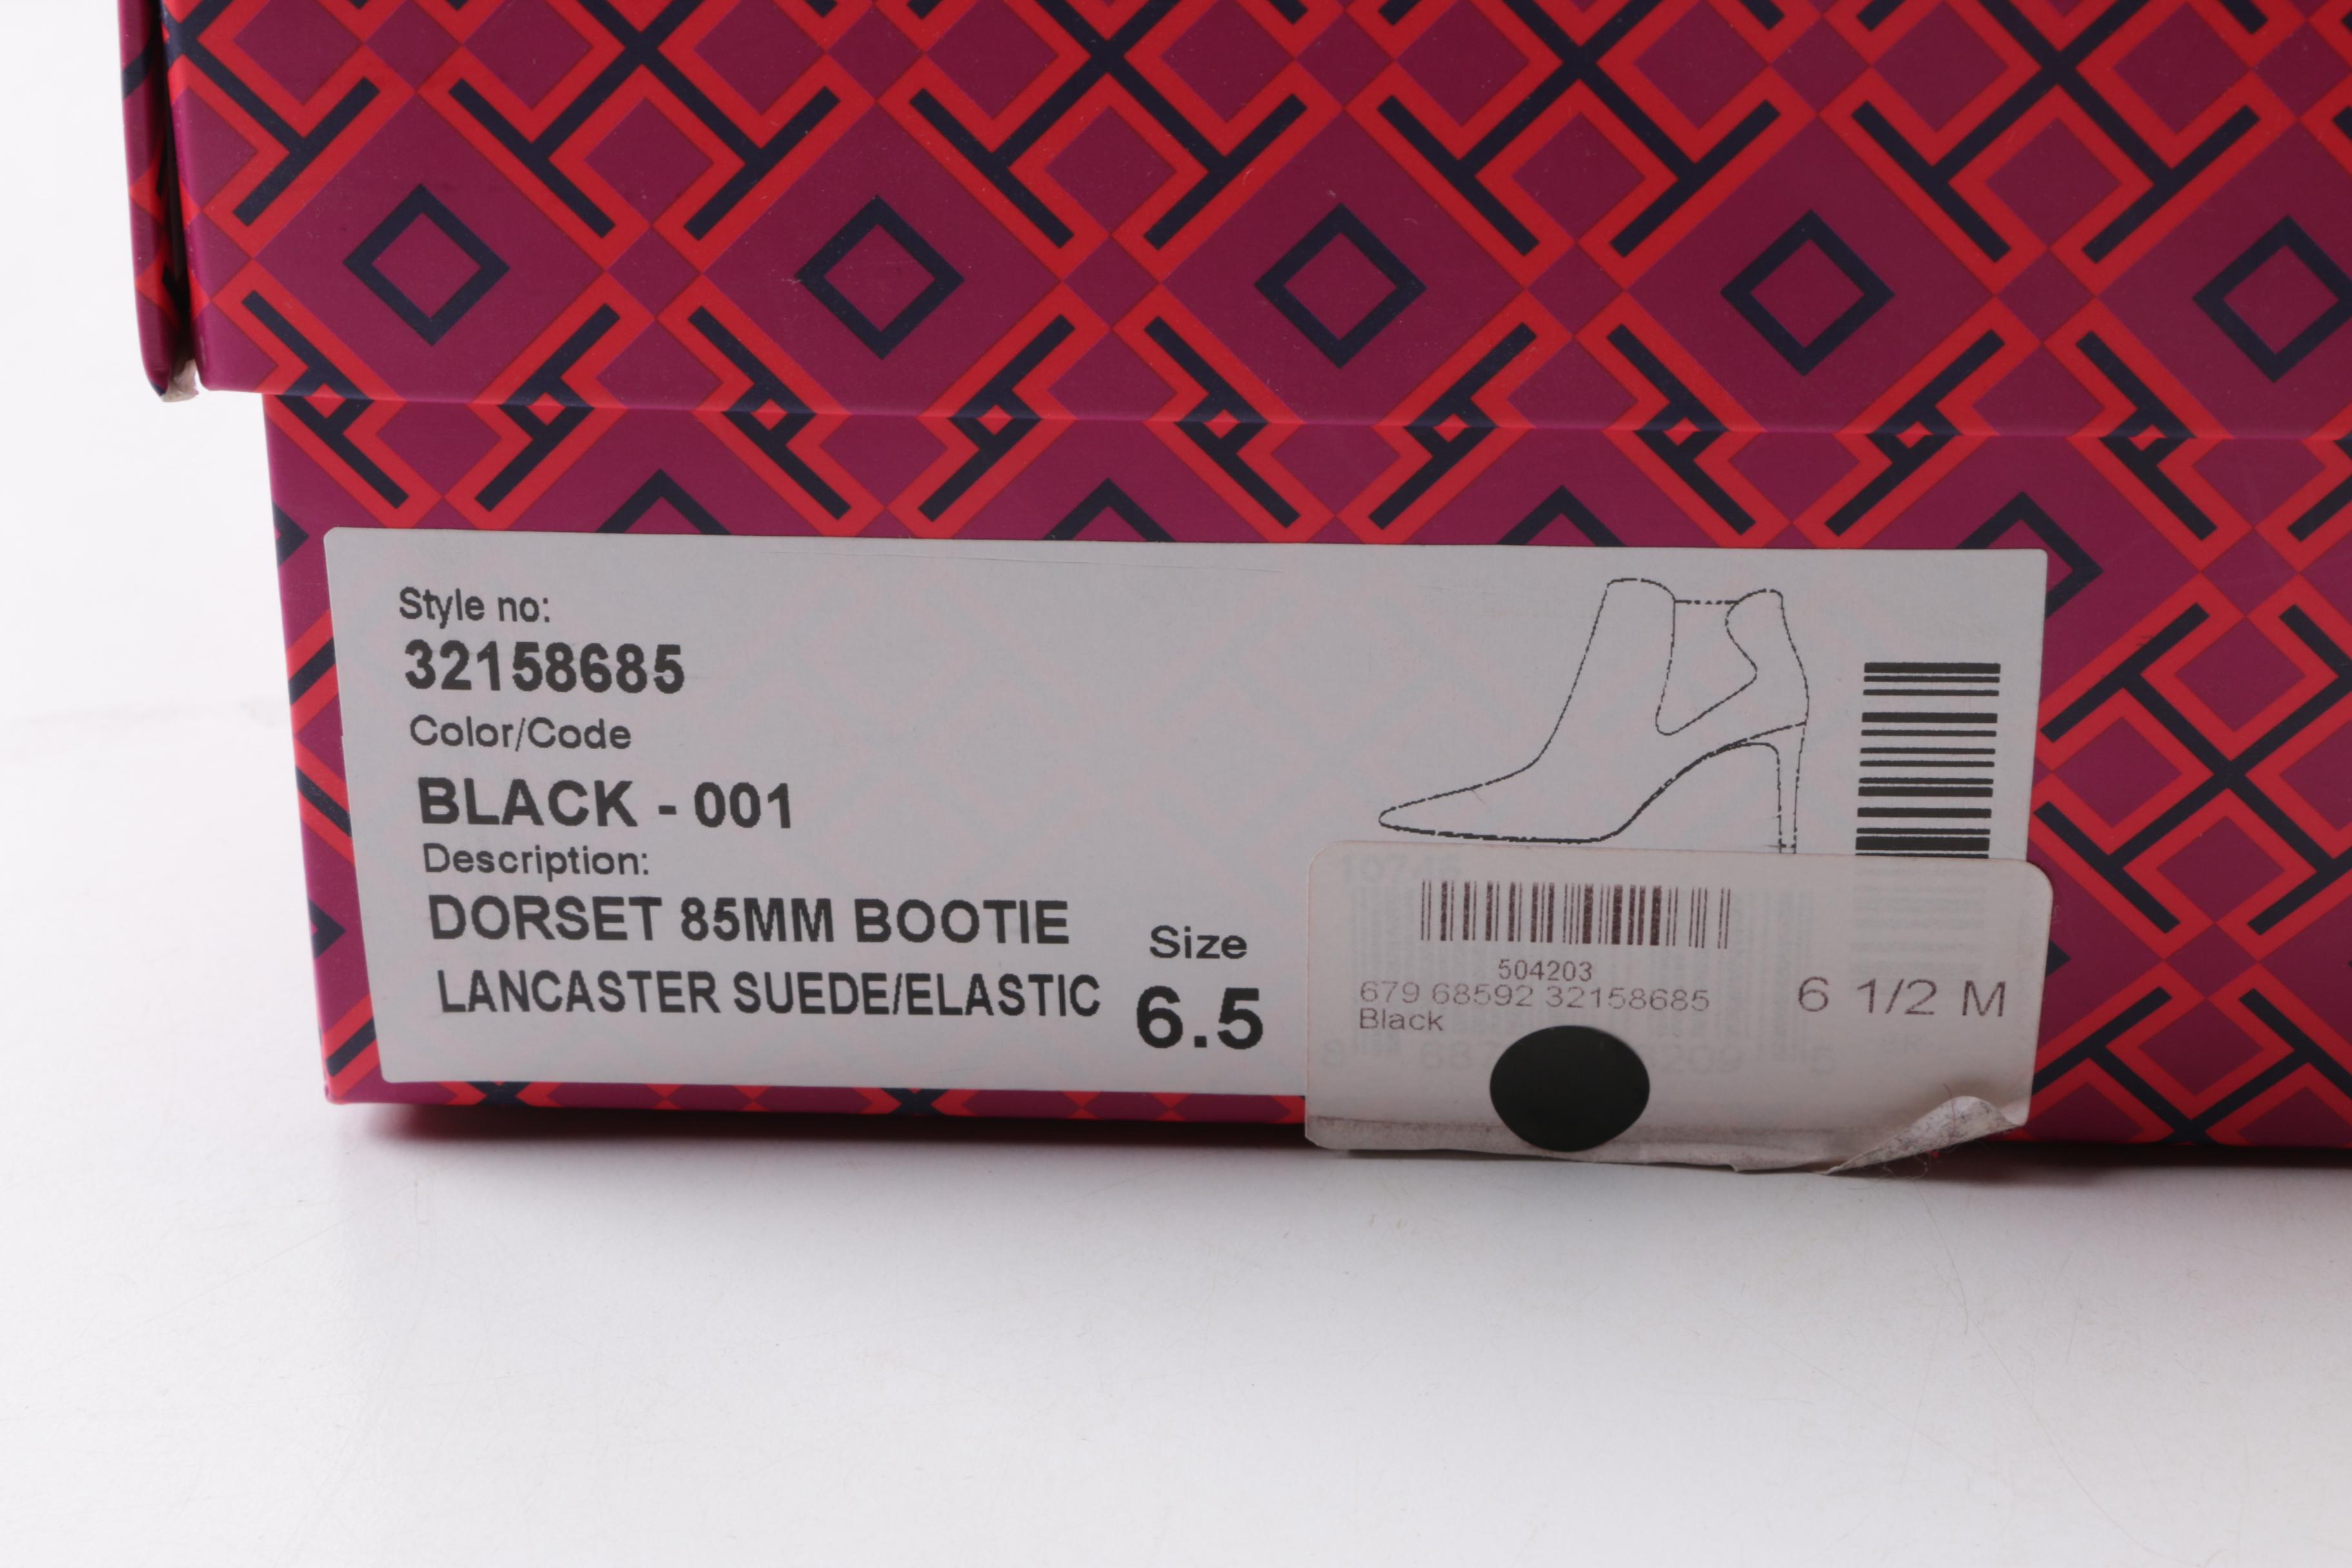 Style no:
32158685
Color/Code
BLACK - 001
Description:
DORSET 85MM BOOTIE
LANCASTER SUEDE/ELASTIC
Size
6.5
504203
679 68592 32158685
Black
6 1/2 M